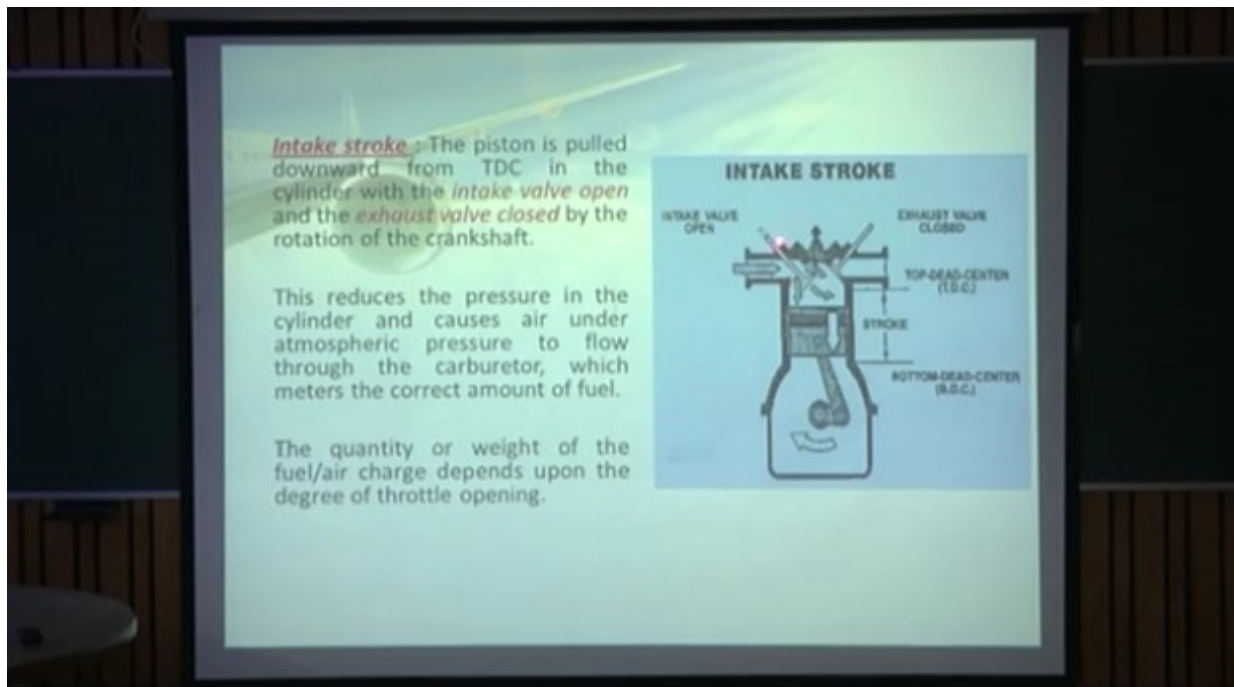 Intake stroke : The piston is pulled
downward from TDC in the
cylinder with the intake valve open
and the exhaust valve closed by the
rotation of the crankshaft.
This reduces the pressure in the
cylinder and causes air under
atmospheric pressure to flow
through the carburetor, which
meters the correct amount of fuel.
The quantity or weight of the
fuel/air charge depends upon the
degree of throttle opening.
INTAKE STROKE
INTAKE VALVE
OPEN
EXHAUST VALVE
CLOSED
TOP-DEAD-CENTER
(T.D.C.)
STROKE
BOTTOM-DEAD-CENTER
(B.D.C.)